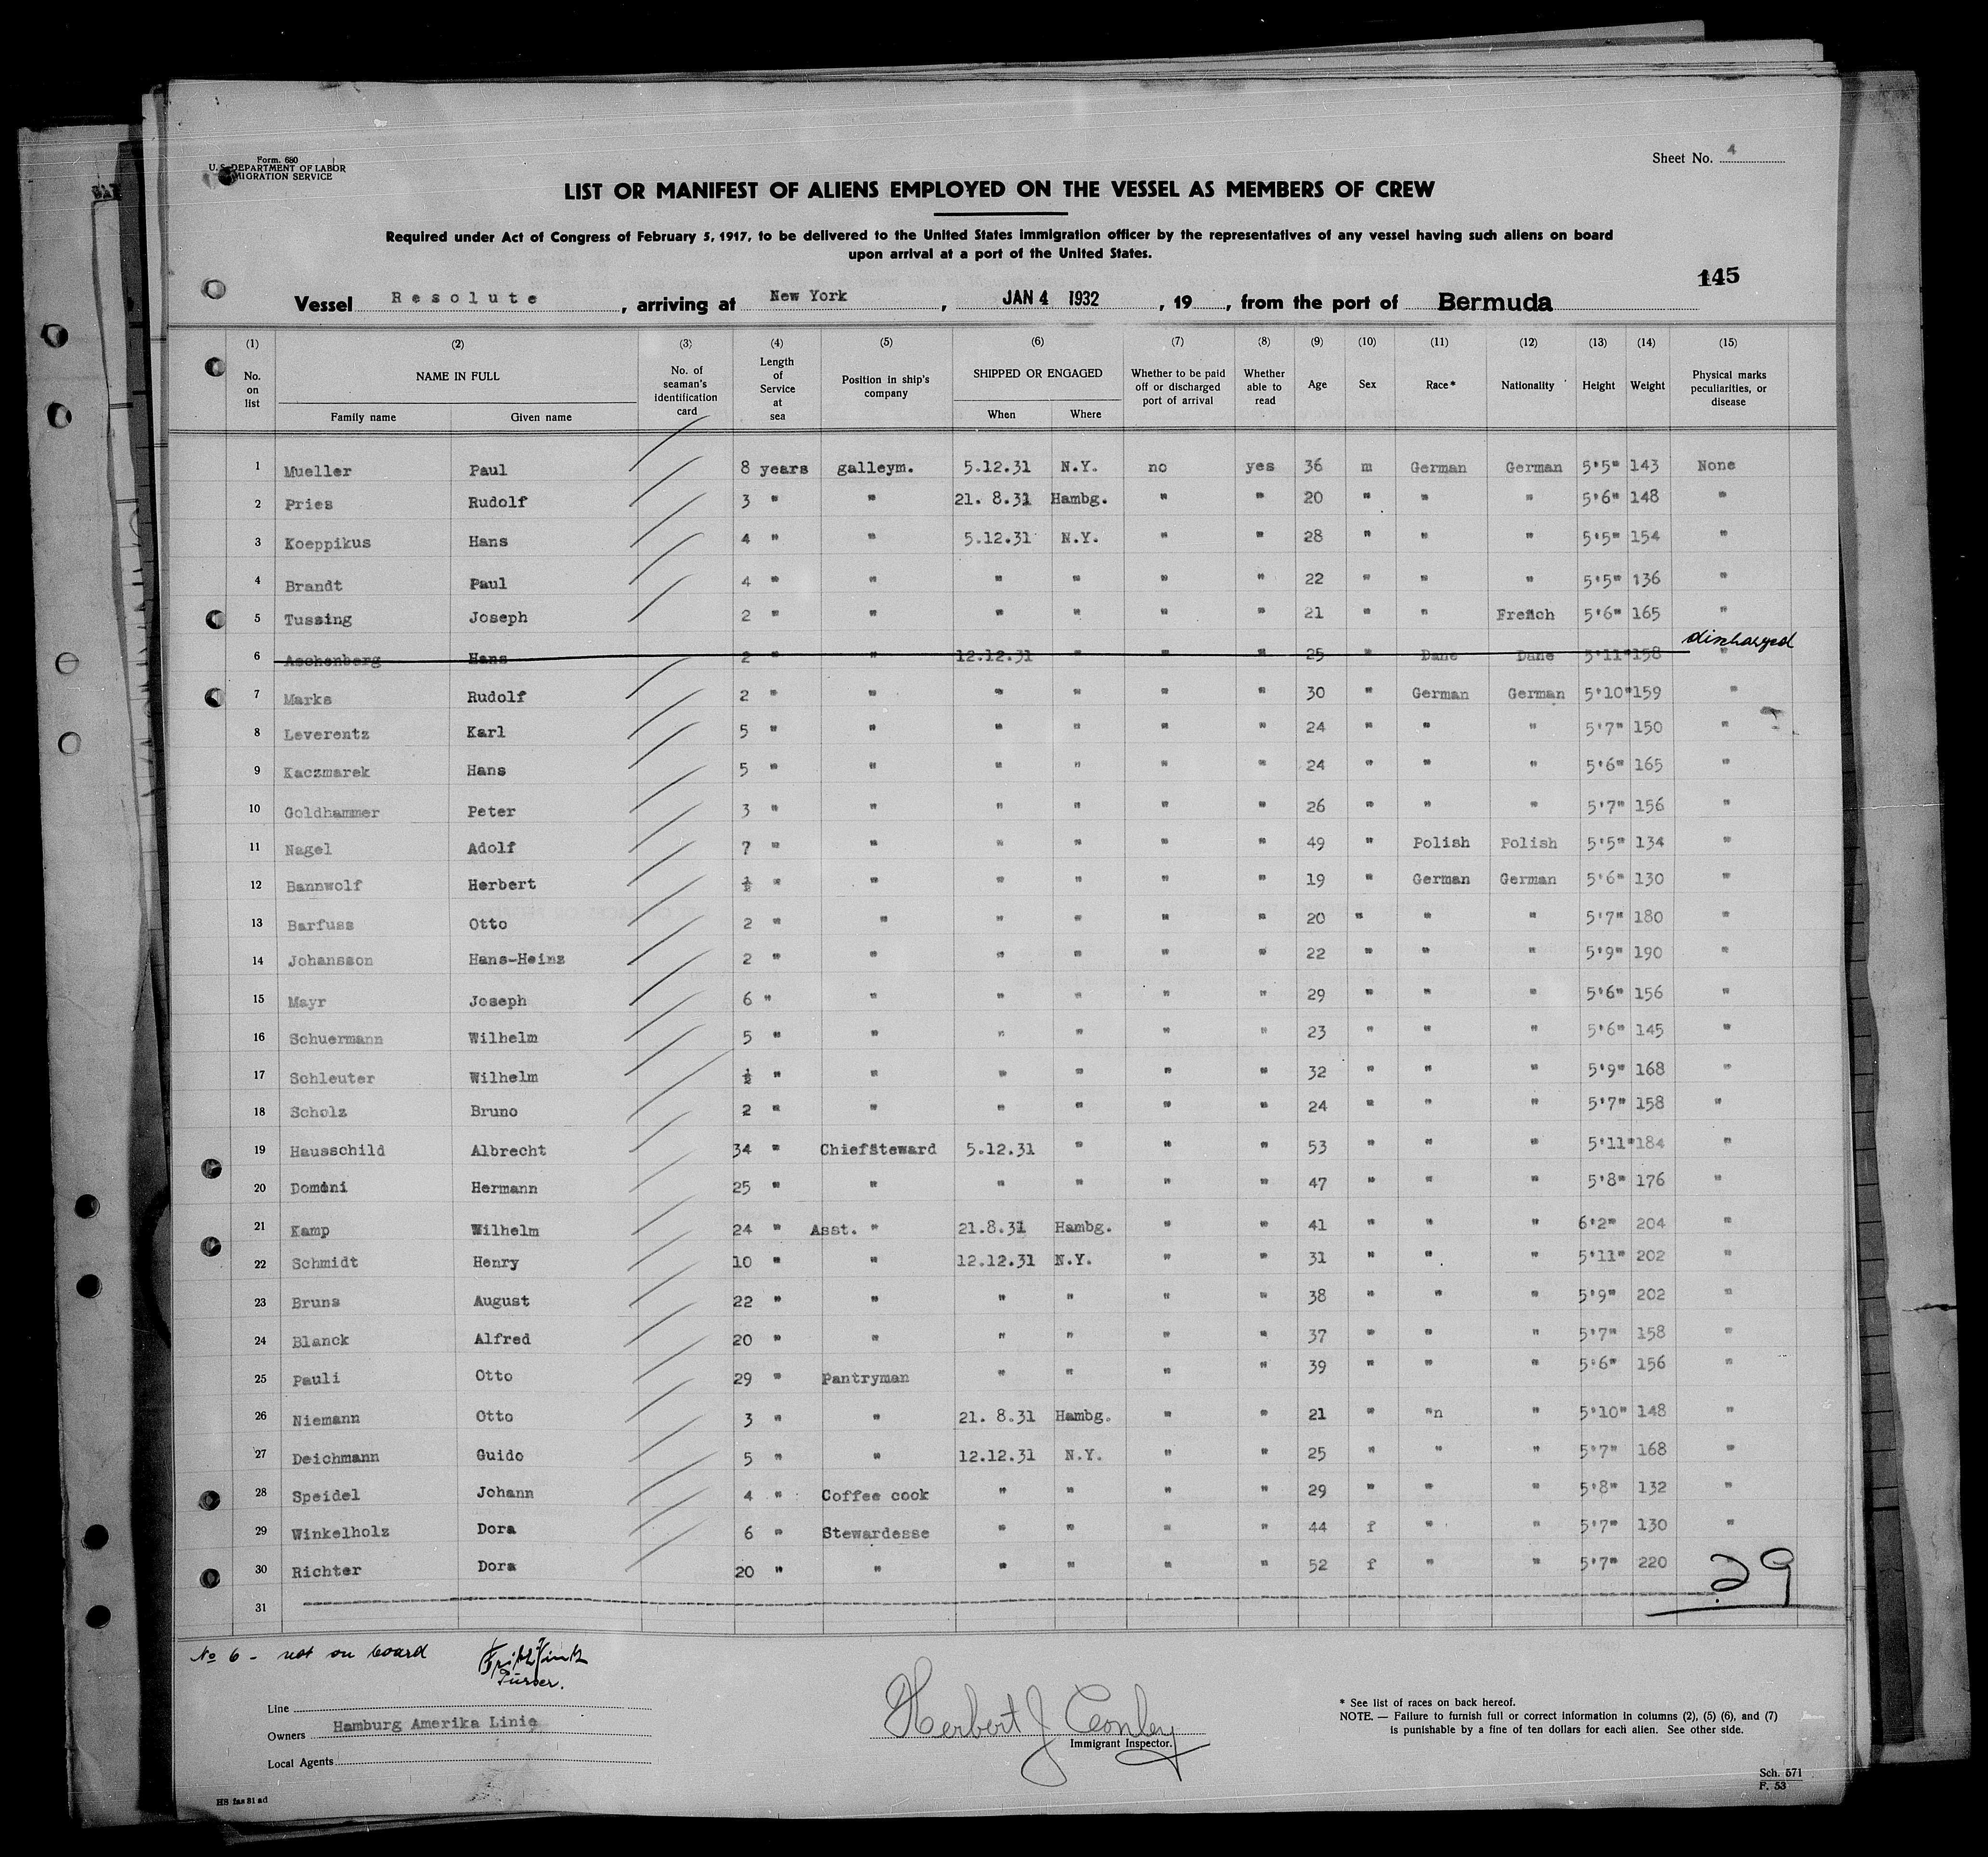 Form. 680
U.S. DEPARTMENT OF LABOR
MIGRATION SERVICE
Sheet No. 4
LIST OR MANIFEST OF ALIENS EMPLOYED ON THE VESSEL AS MEMBERS OF CREW
Required under Act of Congress of February 5, 1917, to be delivered to the United States immigration officer by the representatives of any vessel having such aliens on board
upon arrival at a port of the United States.
145
Vessel Resolute, arriving at New York, JAN 4 1932, 19, from the port of Bermuda
(1) (2) (3) (4) (5) (6) (7) (8) (9) (10) (11) (12) (13) (14) (15)
No. on list NAME IN FULL Family name Given name No. of seaman's identification card Length of Service at sea Position in ship's company SHIPPED OR ENGAGED When Where Whether to be paid off or discharged port of arrival Whether able to read Age Sex Race* Nationality Height Weight Physical marks peculiarities, or disease
1 Mueller Paul 8 years galleym. 5.12.31 N.Y. no yes 36 m German German 5'5" 143 None
2 Pries Rudolf 3 " " 21. 8.31 Hambg. " " 20 " " " 5'6" 148 "
3 Koeppikus Hans 4 " " 5.12.31 N.Y. " " 28 " " " 5'5" 154 "
4 Brandt Paul 4 " " " " " " 22 " " " 5'5" 136 "
5 Tussing Joseph 2 " " " " " " 21 " " French 5'6" 165 "
discharged
6 Aschenberg Hans 2 " " 12.12.31 " " " 25 " Dane Dane 5'11" 158 "
7 Marks Rudolf 2 " " " " " " 30 " German German 5'10" 159 "
8 Leverentz Karl 5 " " " " " " 24 " " " 5'7" 150 "
9 Kaczmarek Hans 5 " " " " " " 24 " " " 5'6" 165 "
10 Goldhammer Peter 3 " " " " " " 26 " " " 5'7" 156 "
11 Nagel Adolf 7 " " " " " " 49 " Polish Polish 5'5" 134 "
12 Bannwolf Herbert ½ " " " " " " 19 " German German 5'6" 130 "
13 Barfuss Otto 2 " " " " " " 20 " " " 5'7" 180 "
14 Johansson Hans-Heinz 2 " " " " " " 22 " " " 5'9" 190 "
15 Mayr Joseph 6 " " " " " " 29 " " " 5'6" 156 "
16 Schuermann Wilhelm 5 " " " " " " 23 " " " 5'6" 145 "
17 Schleuter Wilhelm ½ " " " " " " 32 " " " 5'9" 168 "
18 Scholz Bruno 2 " " " " " " 24 " " " 5'7" 158 "
19 Hausschild Albrecht 34 " ChiefSteward 5.12.31 " " " 53 " " " 5'11" 184 "
20 Domini Hermann 25 " " " " " " 47 " " " 5'8" 176 "
21 Kamp Wilhelm 24 " Asst. " 21.8.31 Hambg. " " 41 " " " 6'2" 204 "
22 Schmidt Henry 10 " " 12.12.31 N.Y. " " 31 " " " 5'11" 202 "
23 Bruns August 22 " " " " " " 38 " " " 5'9" 202 "
24 Blanck Alfred 20 " " " " " " 37 " " " 5'7" 158 "
25 Pauli Otto 29 " Pantryman " " " " 39 " " " 5'6" 156 "
26 Niemann Otto 3 " " 21. 8.31 Hambg. " " 21 " "n " 5'10" 148 "
27 Deichmann Guido 5 " " 12.12.31 N.Y. " " 25 " " " 5'7" 168 "
28 Speidel Johann 4 " Coffee cook " " " " 29 " " " 5'8" 132 "
29 Winkelholz Dora 6 " Stewardesse " " " " 44 f " " 5'7" 130 "
30 Richter Dora 20 " " " " " " 52 f " " 5'7" 220
29
31
No 6 - not on board
Purser.
Line
Owners Hamburg Amerika Linie
Local Agents
Herbert J Conley
Immigrant Inspector.
* See list of races on back hereof.
NOTE. — Failure to furnish full or correct information in columns (2), (5) (6), and (7)
is punishable by a fine of ten dollars for each alien. See other side.
Sch. 571
F. 53
HB fas 81 ad